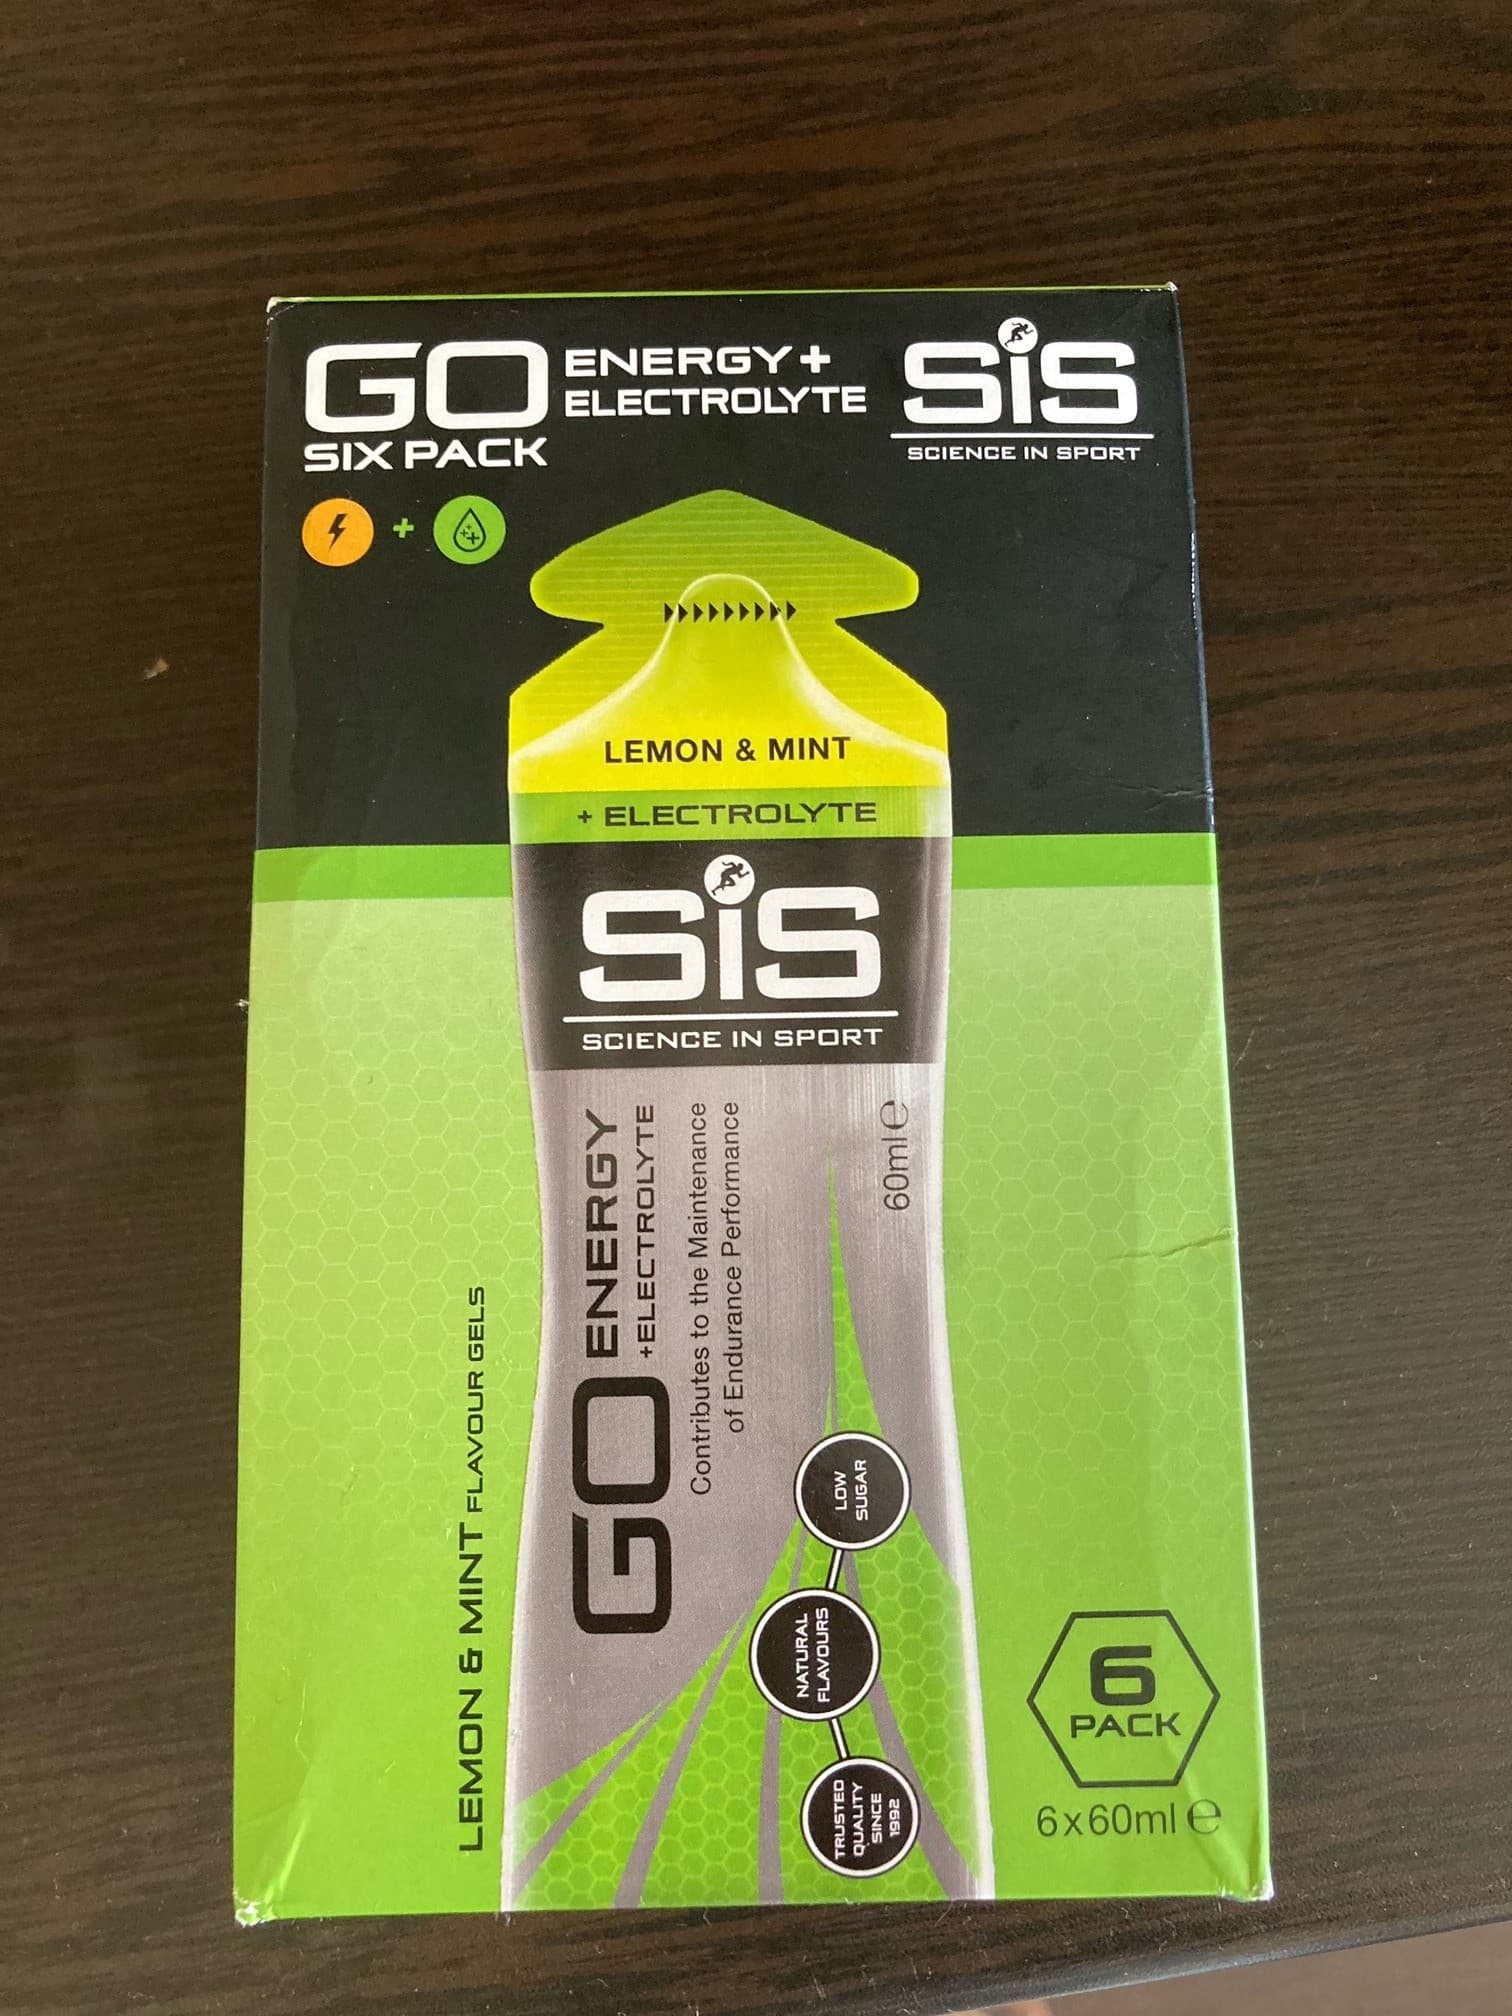 GO ENERGY +
ELECTROLYTE
SIX PACK
SiS
SCIENCE IN SPORT
LEMON & MINT
+ ELECTROLYTE
SiS
SCIENCE IN SPORT
GO ENERGY
+ELECTROLYTE
Contributes to the Maintenance
of Endurance Performance
60ml e
LOW
SUGAR
NATURAL
FLAVOURS
TRUSTED
QUALITY
SINCE
1992
LEMON & MINT FLAVOUR GELS
6
PACK
6x60ml e